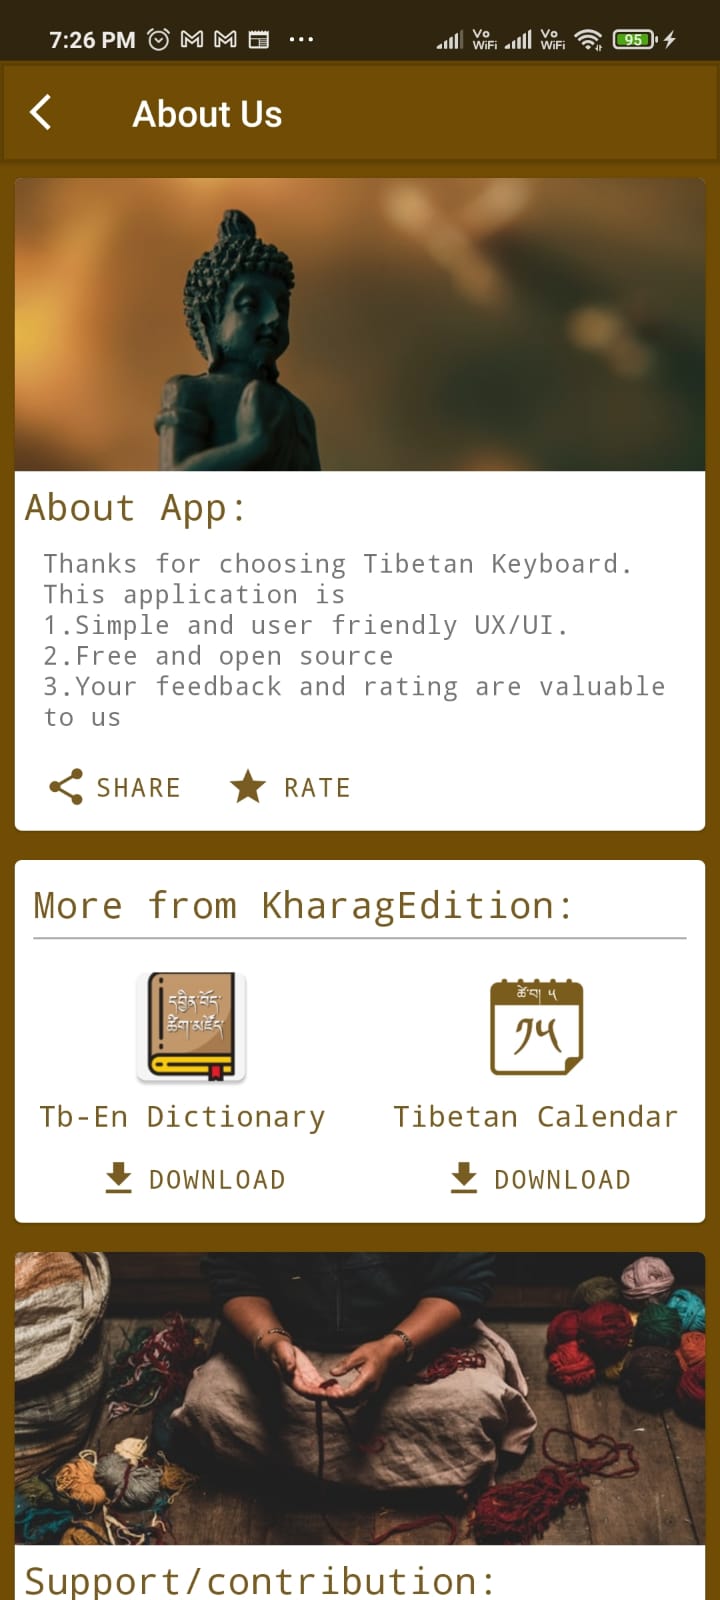 7:26 PM
Vo WiFi
Vo WiFi
95
About Us
About App:
Thanks for choosing Tibetan Keyboard.
This application is
1.Simple and user friendly UX/UI.
2.Free and open source
3.Your feedback and rating are valuable
to us
SHARE RATE
More from KharagEdition:
དབྱིན་བོད་
ཚིག་མཛོད་
ཚེ་བ། ༥
༡༥
Tb-En Dictionary Tibetan Calendar
DOWNLOAD DOWNLOAD
Support/contribution: